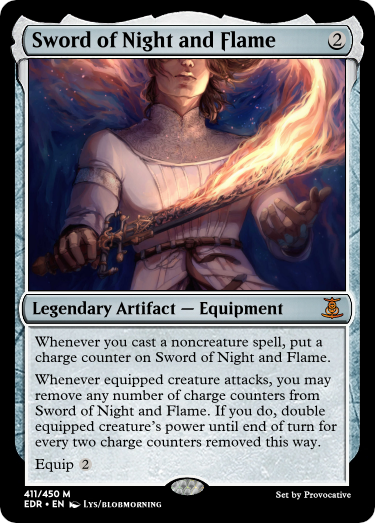 Sword of Night and Flame 2
Legendary Artifact — Equipment
Whenever you cast a noncreature spell, put a
charge counter on Sword of Night and Flame.
Whenever equipped creature attacks, you may
remove any number of charge counters from
Sword of Night and Flame. If you do, double
equipped creature's power until end of turn for
every two charge counters removed this way.
Equip 2
411/450 M
EDR • EN Lys/blobmorning
Set by Provocative